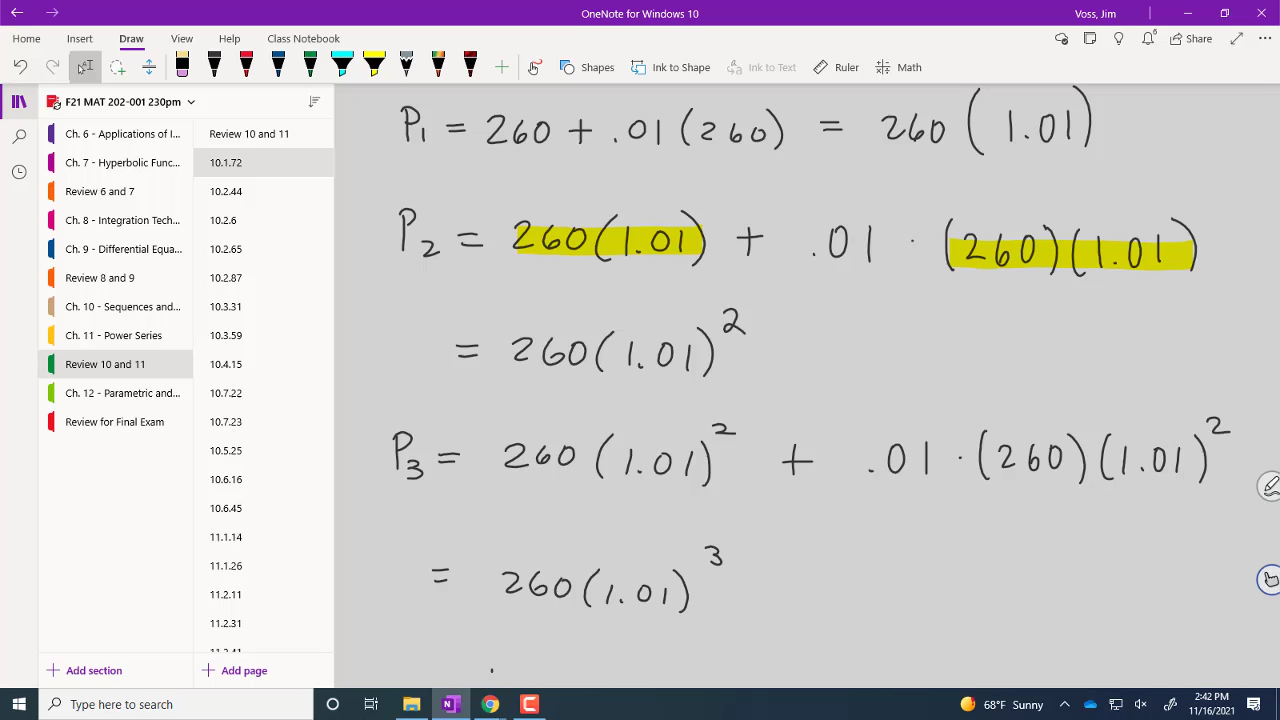 OneNote for Windows 10
Voss, Jim
Home Insert Draw View Help Class Notebook
Share
Shapes Ink to Shape Ink to Text Ruler Math
F21 MAT 202-001 230pm
Ch. 6 - Applications of I...
Ch. 7 - Hyperbolic Func...
Review 6 and 7
Ch. 8 - Integration Tech...
Ch. 9 - Differential Equa...
Review 8 and 9
Ch. 10 - Sequences and...
Ch. 11 - Power Series
Review 10 and 11
Ch. 12 - Parametric and...
Review for Final Exam
Add section
Review 10 and 11
10.1.72
10.2.44
10.2.6
10.2.65
10.2.87
10.3.31
10.3.59
10.4.15
10.7.22
10.7.23
10.5.25
10.6.16
10.6.45
11.1.14
11.1.26
11.2.11
11.2.31
Add page
P₁ = 260 + .01(260) = 260(1.01)
P₂ = 260(1.01) + .01 · (260)(1.01)
= 260(1.01)²
P₃ = 260(1.01)² + .01 · (260)(1.01)²
= 260(1.01)³
Type here to search
68°F Sunny
2:42 PM
11/16/2021
6